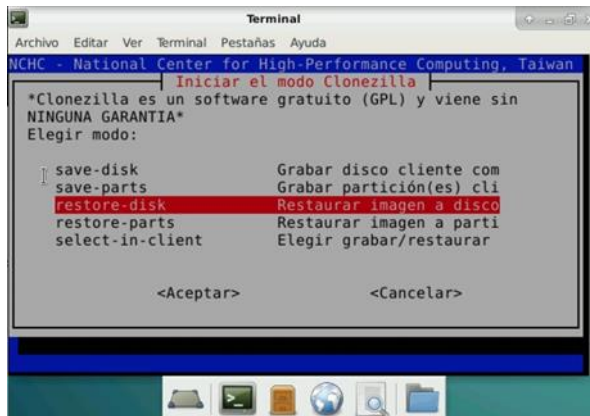 Terminal
Archivo Editar Ver Terminal Pestañas Ayuda
NCHC - National Center for High-Performance Computing, Taiwan
Iniciar el modo Clonezilla
*Clonezilla es un software gratuito (GPL) y viene sin
NINGUNA GARANTIA*
Elegir modo:
save-disk Grabar disco cliente com
save-parts Grabar partición(es) cli
restore-disk Restaurar imagen a disco
restore-parts Restaurar imagen a parti
select-in-client Elegir grabar/restaurar
<Aceptar> <Cancelar>